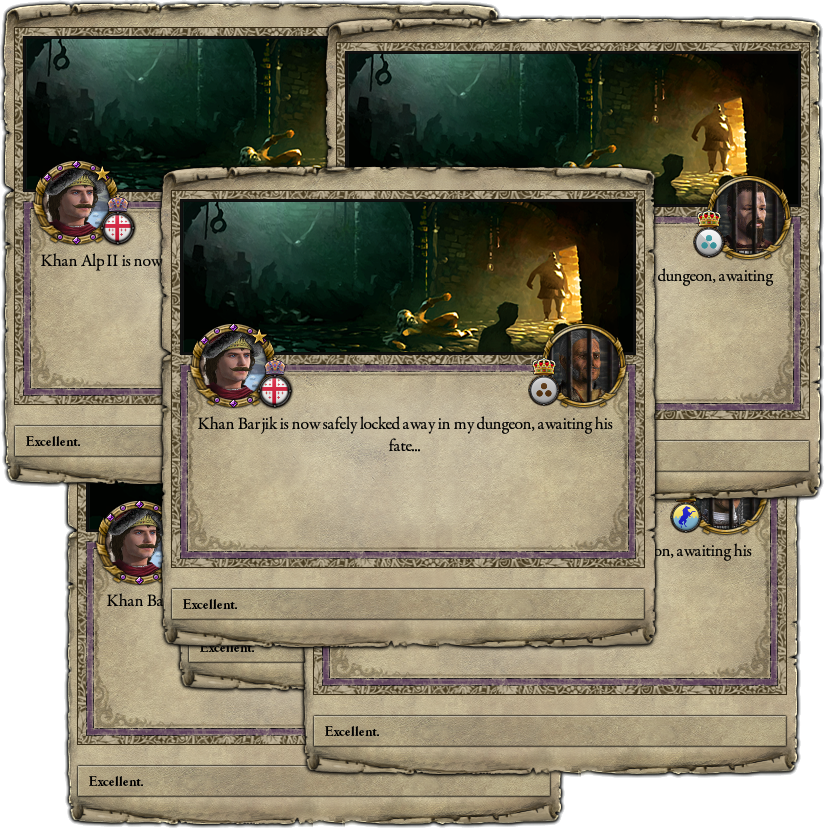 Khan Alp II is now
dungeon, awaiting
Excellent.
Khan Barjik is now safely locked away in my dungeon, awaiting his
fate...
Excellent.
on, awaiting his
Khan Ba
Excellent.
Excellent.
Excellent.